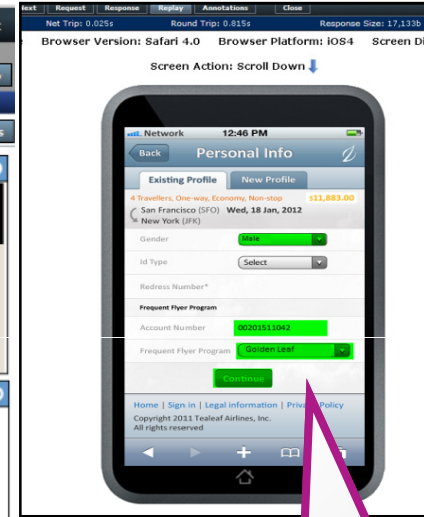 Next Request Response Replay Annotations Close
Net Trip: 0.025s Round Trip: 0.815s Response Size: 17,133b
Browser Version: Safari 4.0 Browser Platform: iOS4 Screen Di
Screen Action: Scroll Down
Network 12:46 PM
Back Personal Info
Existing Profile New Profile
4 Travellers, One-way, Economy, Non-stop $11,883.00
San Francisco (SFO) Wed, 18 Jan, 2012
New York (JFK)
Gender Male
Id Type Select
Redress Number*
Frequent Flyer Program
Account Number 00201511042
Frequent Flyer Program Golden Leaf
Continue
Home | Sign in | Legal information | Policy
Copyright 2011 Tealeaf Airlines, Inc.
All rights reserved